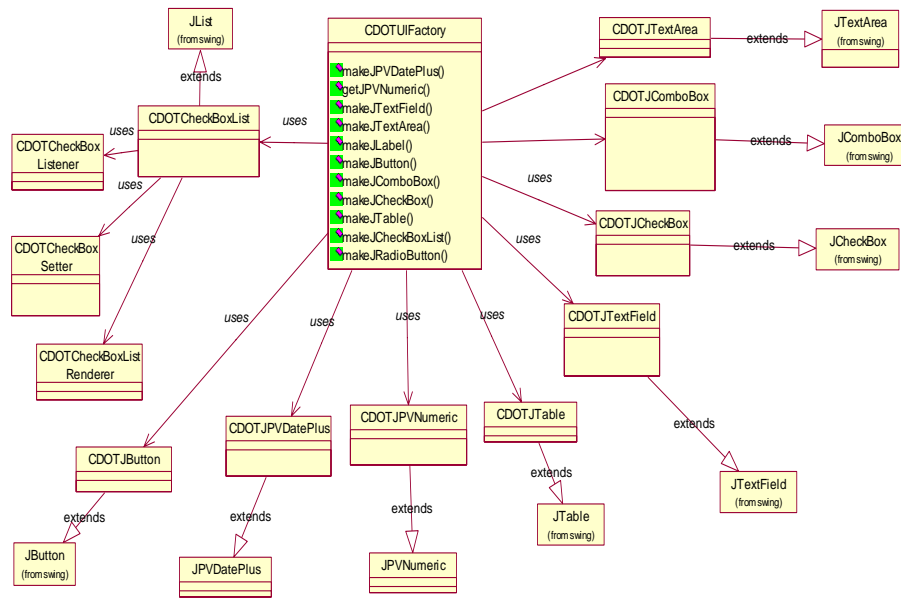 JList
(from swing)
extends
CDOTUIFactory
makeJPVDatePlus()
getJPVNumeric()
makeJTextField()
makeJTextArea()
makeJLabel()
makeJButton()
makeJComboBox()
makeJCheckBox()
makeJTable()
makeJCheckBoxList()
makeJRadioButton()
CDOTJTextArea
extends
JTextArea
(from swing)
CDOTJComboBox
extends
JComboBox
(from swing)
CDOTCheckBoxList
uses
uses
CDOTCheckBox
Listener
uses
uses
CDOTCheckBox
Setter
CDOTCheckBoxList
Renderer
uses
CDOTJCheckBox
extends
JCheckBox
(from swing)
uses
CDOTJTextField
extends
JTextField
(from swing)
uses
CDOTJButton
extends
JButton
(from swing)
uses
CDOTJPVDatePlus
extends
JPVDatePlus
uses
CDOTJPVNumeric
extends
JPVNumeric
uses
CDOTJTable
extends
JTable
(from swing)